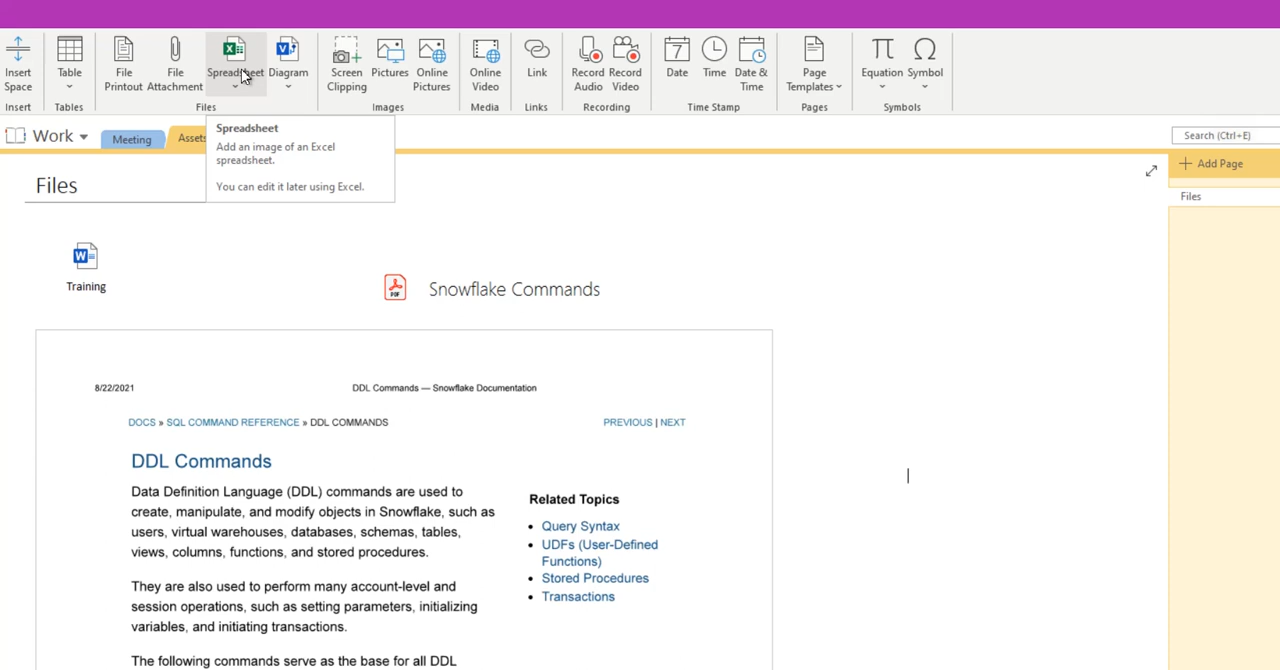 Insert Space
Table
File Printout
File Attachment
Spreadsheet
Diagram
Screen Clipping
Pictures
Online Pictures
Online Video
Link
Record Audio
Record Video
Date
Time
Date & Time
Page Templates
Equation
Symbol
Insert
Tables
Files
Images
Media
Links
Recording
Time Stamp
Pages
Symbols
Work
Meeting
Assets
Search (Ctrl+E)
Spreadsheet
Add an image of an Excel
spreadsheet.
You can edit it later using Excel.
Add Page
Files
Files
W
Training
PDF
Snowflake Commands
8/22/2021
DDL Commands — Snowflake Documentation
DOCS » SQL COMMAND REFERENCE » DDL COMMANDS
PREVIOUS | NEXT
DDL Commands
Data Definition Language (DDL) commands are used to
create, manipulate, and modify objects in Snowflake, such as
users, virtual warehouses, databases, schemas, tables,
views, columns, functions, and stored procedures.
They are also used to perform many account-level and
session operations, such as setting parameters, initializing
variables, and initiating transactions.
The following commands serve as the base for all DDL
Related Topics
• Query Syntax
• UDFs (User-Defined
Functions)
• Stored Procedures
• Transactions